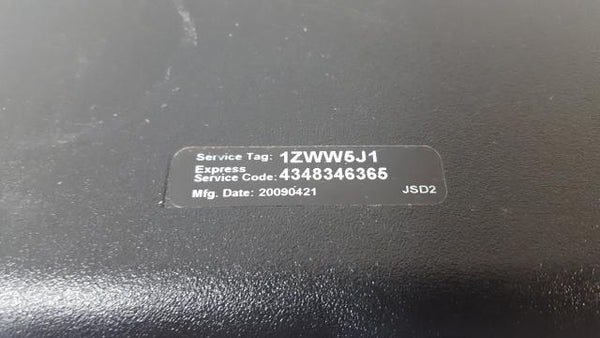 Service Tag: 1ZWW5J1
Express
Service Code: 4348346365
Mfg. Date: 20090421 JSD2